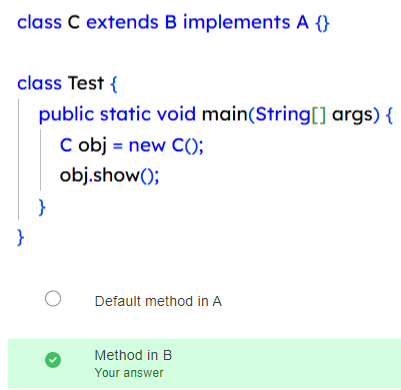 class C extends B implements A {}
class Test {
public static void main(String[] args) {
C obj = new C();
obj.show();
}
}
Default method in A
Method in B
Your answer